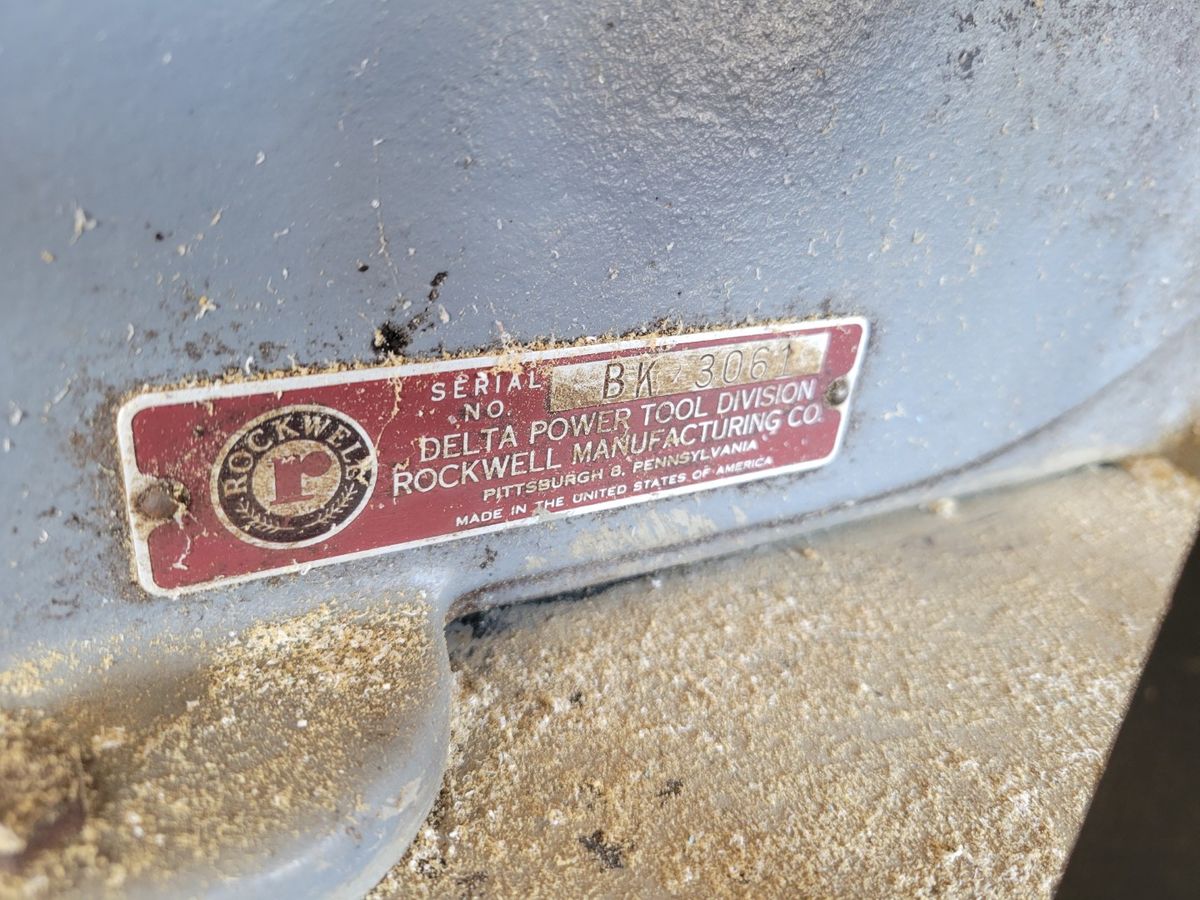 ROCKWELL
r
SERIAL NO. BK 3061
DELTA POWER TOOL DIVISION
ROCKWELL MANUFACTURING CO.
PITTSBURGH 8, PENNSYLVANIA
MADE IN THE UNITED STATES OF AMERICA